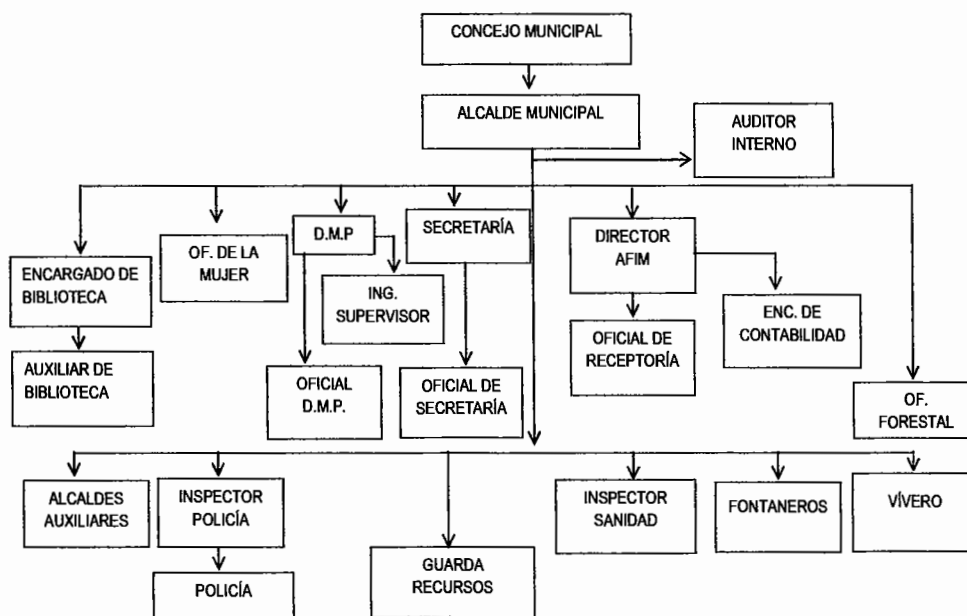 CONCEJO MUNICIPAL
ALCALDE MUNICIPAL
AUDITOR
INTERNO
ENCARGADO DE
BIBLIOTECA
OF. DE LA
MUJER
D.M.P
SECRETARÍA
DIRECTOR
AFIM
ING.
SUPERVISOR
ENC. DE
CONTABILIDAD
AUXILIAR DE
BIBLIOTECA
OFICIAL
D.M.P.
OFICIAL DE
SECRETARÍA
OFICIAL DE
RECEPTORÍA
OF.
FORESTAL
ALCALDES
AUXILIARES
INSPECTOR
POLICÍA
INSPECTOR
SANIDAD
FONTANEROS
VÍVERO
POLICÍA
GUARDA
RECURSOS